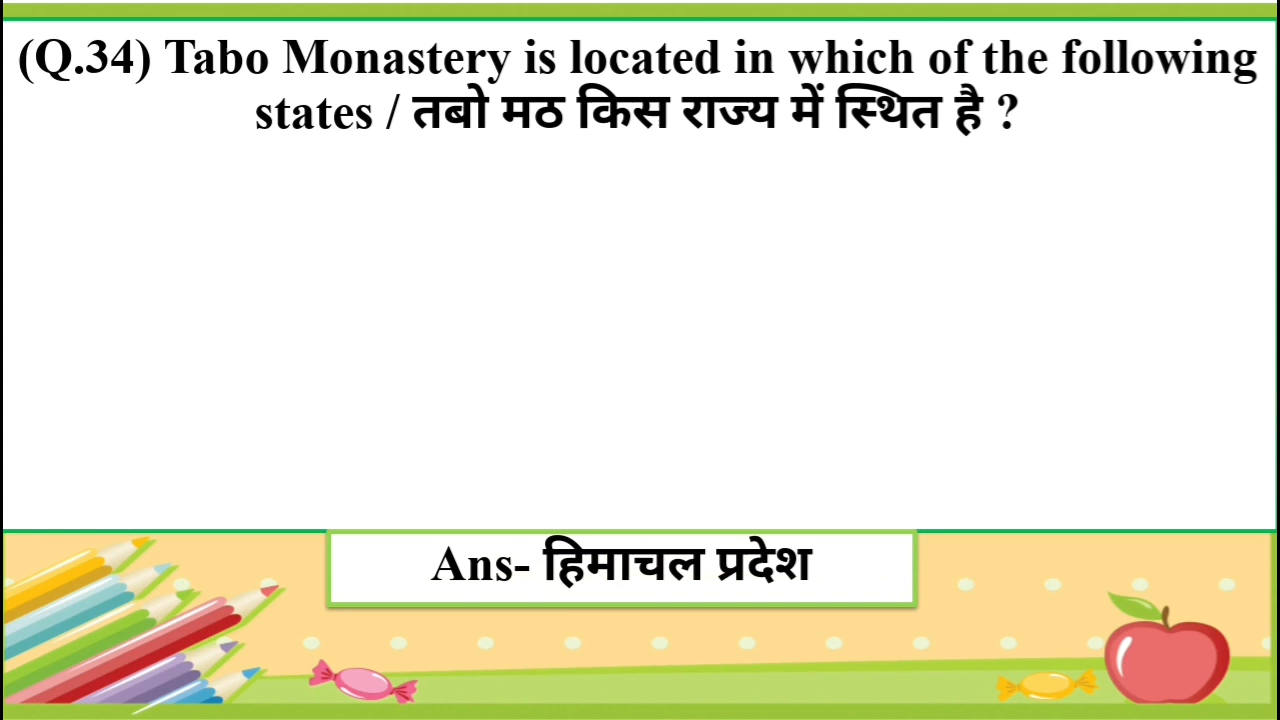 (Q.34) Tabo Monastery is located in which of the following
states / तबो मठ किस राज्य में स्थित है ?
Ans- हिमाचल प्रदेश